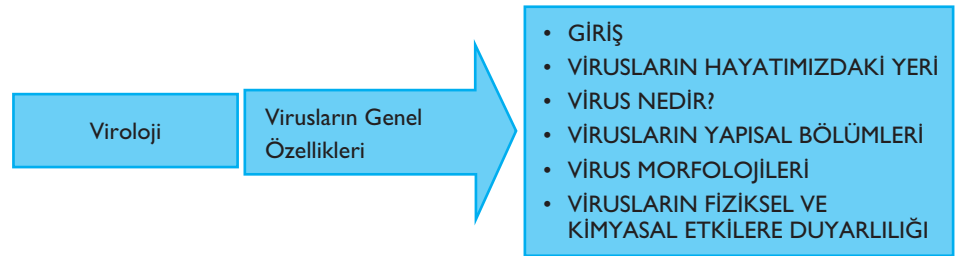 Viroloji
Virusların Genel
Özellikleri
• GİRİŞ
• VİRUSLARIN HAYATIMIZDAKİ YERİ
• VİRUS NEDİR?
• VİRUSLARIN YAPISAL BÖLÜMLERİ
• VİRUS MORFOLOJİLERİ
• VİRUSLARIN FİZİKSEL VE
KİMYASAL ETKİLERE DUYARLILIĞI